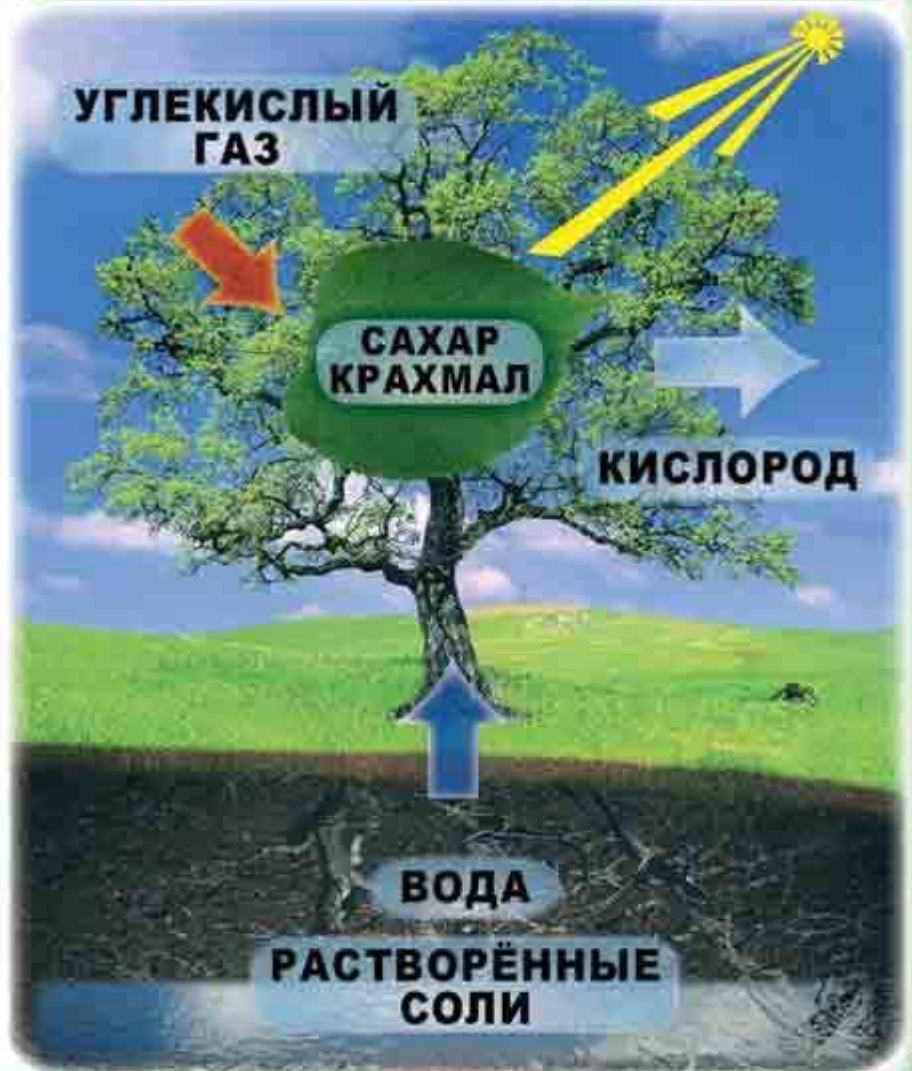 УГЛЕКИСЛЫЙ
ГАЗ
САХАР
КРАХМАЛ
КИСЛОРОД
ВОДА
РАСТВОРЁННЫЕ
СОЛИ